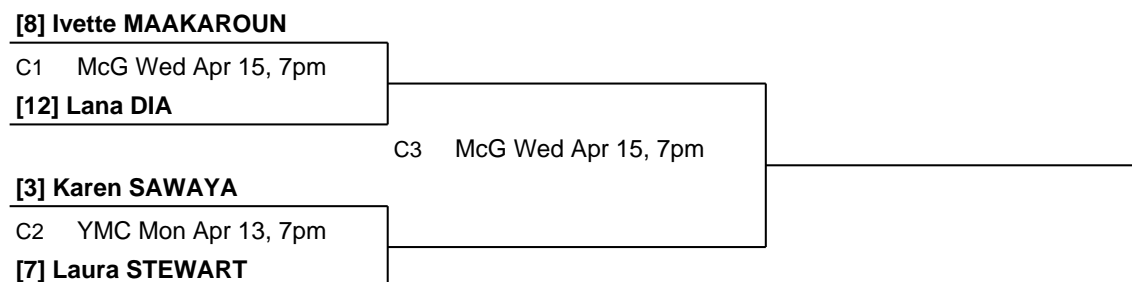 [8] Ivette MAAKAROUN
C1 McG Wed Apr 15, 7pm
[12] Lana DIA
C3 McG Wed Apr 15, 7pm
[3] Karen SAWAYA
C2 YMC Mon Apr 13, 7pm
[7] Laura STEWART